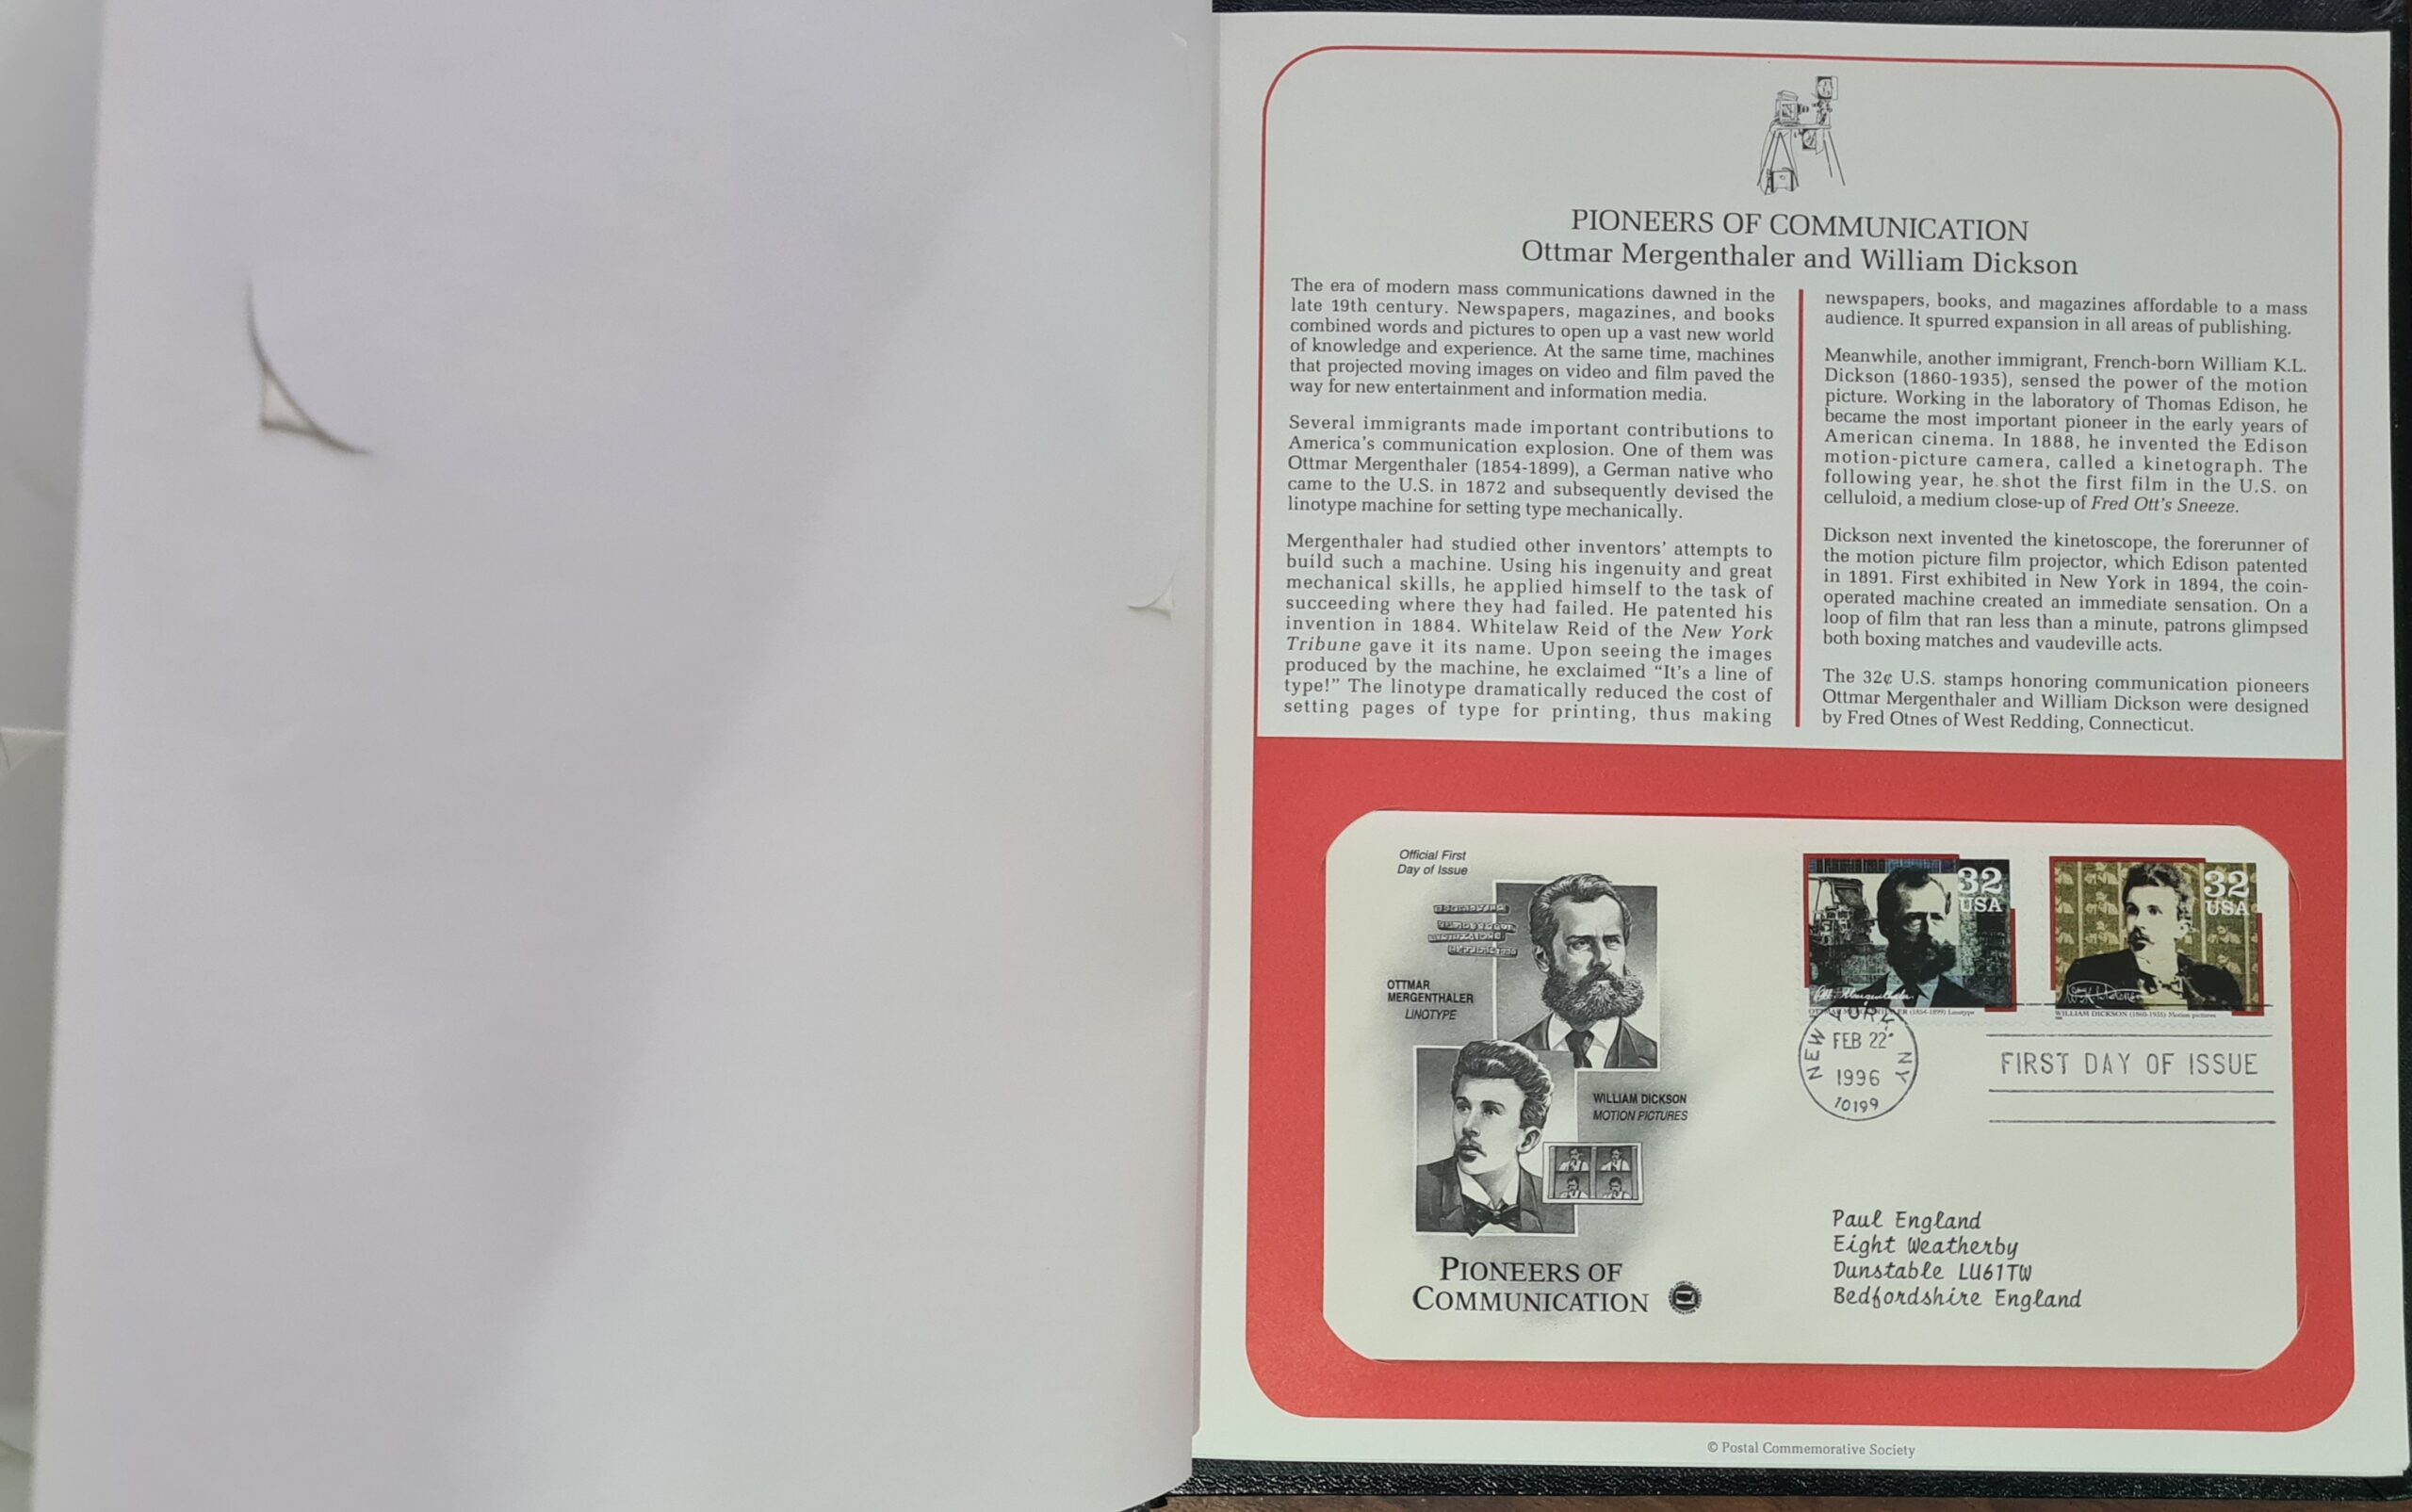 PIONEERS OF COMMUNICATION
Ottmar Mergenthaler and William Dickson
The era of modern mass communications dawned in the
late 19th century. Newspapers, magazines, and books
combined words and pictures to open up a vast new world
of knowledge and experience. At the same time, machines
that projected moving images on video and film paved the
way for new entertainment and information media.
Several immigrants made important contributions to
America's communication explosion. One of them was
Ottmar Mergenthaler (1854-1899), a German native who
came to the U.S. in 1872 and subsequently devised the
linotype machine for setting type mechanically.
Mergenthaler had studied other inventors' attempts to
build such a machine. Using his ingenuity and great
mechanical skills, he applied himself to the task of
succeeding where they had failed. He patented his
invention in 1884. Whitelaw Reid of the New York
Tribune gave it its name. Upon seeing the images
produced by the machine, he exclaimed “It's a line of
type!” The linotype dramatically reduced the cost of
setting pages of type for printing, thus making
newspapers, books, and magazines affordable to a mass
audience. It spurred expansion in all areas of publishing.
Meanwhile, another immigrant, French-born William K.L.
Dickson (1860-1935), sensed the power of the motion
picture. Working in the laboratory of Thomas Edison, he
became the most important pioneer in the early years of
American cinema. In 1888, he invented the Edison
motion-picture camera, called a kinetograph. The
following year, he shot the first film in the U.S. on
celluloid, a medium close-up of Fred Ott's Sneeze.
Dickson next invented the kinetoscope, the forerunner of
the motion picture film projector, which Edison patented
in 1891. First exhibited in New York in 1894, the coin-
operated machine created an immediate sensation. On a
loop of film that ran less than a minute, patrons glimpsed
both boxing matches and vaudeville acts.
The 32¢ U.S. stamps honoring communication pioneers
Ottmar Mergenthaler and William Dickson were designed
by Fred Otnes of West Redding, Connecticut.
Official First
Day of Issue
OTTMAR
MERGENTHALER
LINOTYPE
WILLIAM DICKSON
MOTION PICTURES
PIONEERS OF
COMMUNICATION
32
USA
(1854-1899) Linotype
32
USA
WILLIAM DICKSON (1860-1935) Motion pictures
NEW YORK NY
FEB 22
1996
10199
FIRST DAY OF ISSUE
Paul England
Eight Weatherby
Dunstable LU61TW
Bedfordshire England
© Postal Commemorative Society